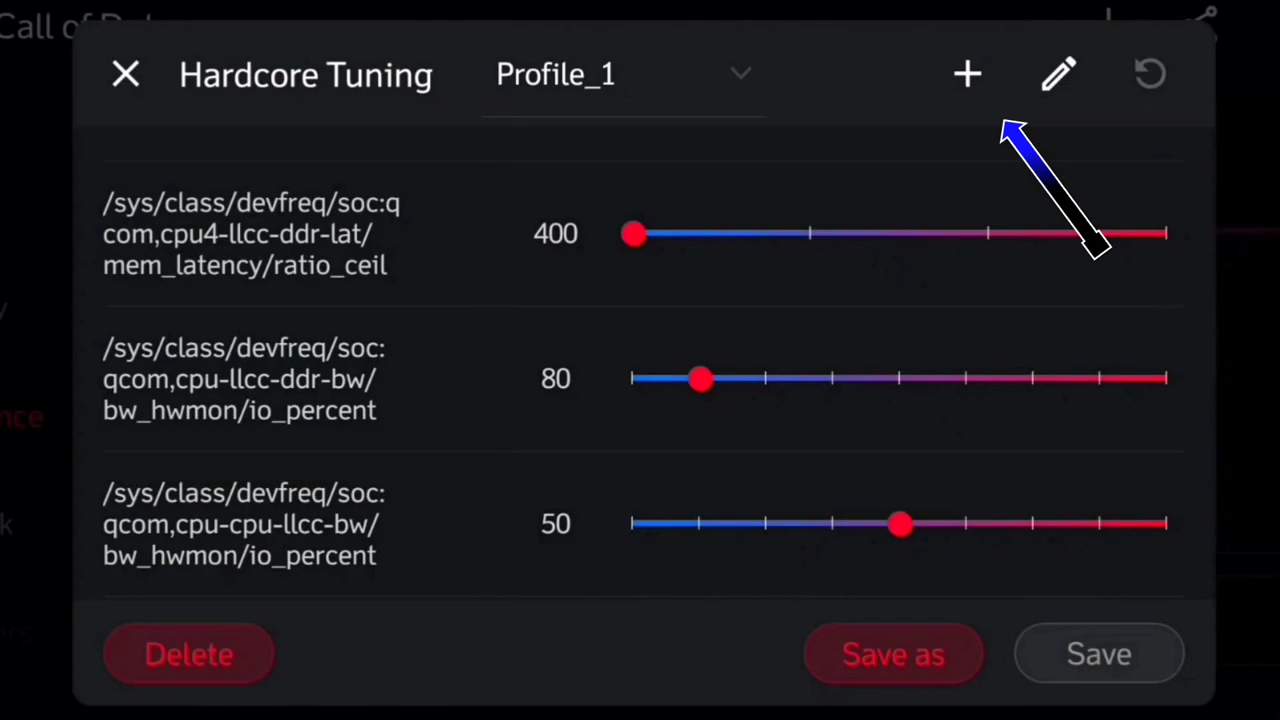 Call of
Hardcore Tuning Profile_1
/sys/class/devfreq/soc:q
com,cpu4-llcc-ddr-lat/
mem_latency/ratio_ceil
400
/sys/class/devfreq/soc:
qcom,cpu-llcc-ddr-bw/
bw_hwmon/io_percent
80
/sys/class/devfreq/soc:
qcom,cpu-cpu-llcc-bw/
bw_hwmon/io_percent
50
Delete Save as Save